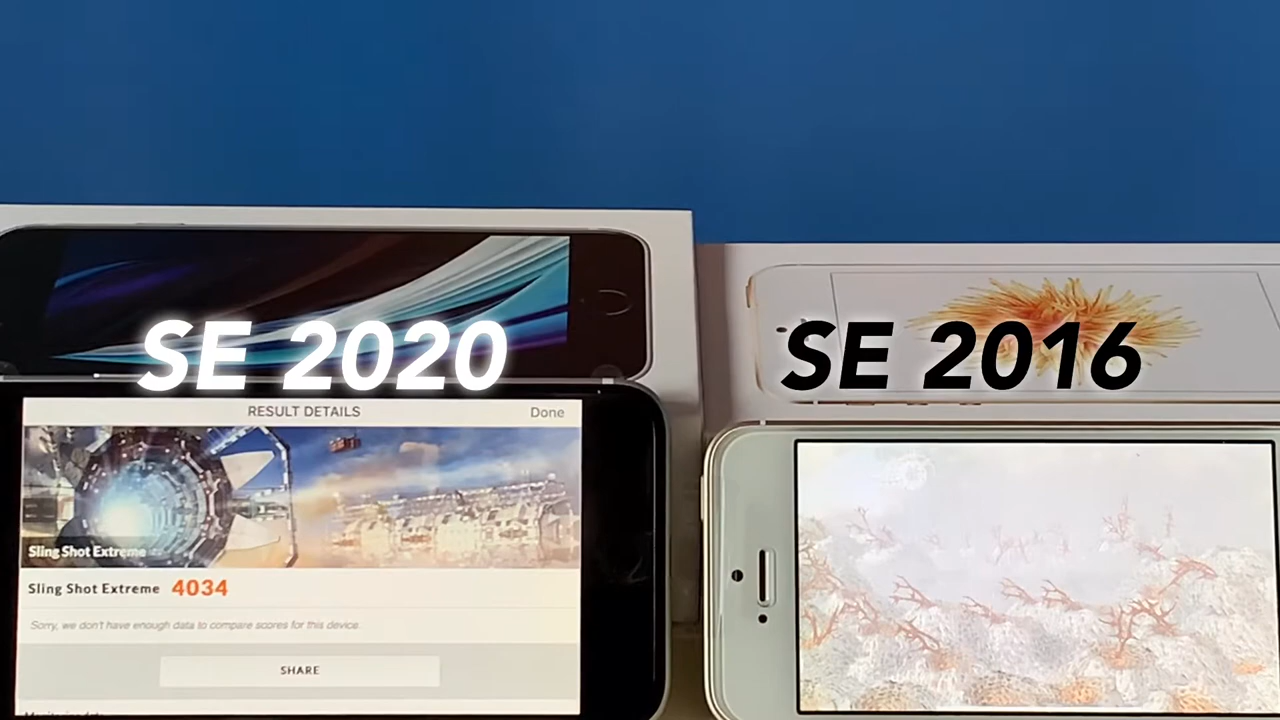 SE 2020
SE 2016
RESULT DETAILS
Done
Sling Shot Extreme
Sling Shot Extreme 4034
Sorry, we don't have enough data to compare scores for this device.
SHARE